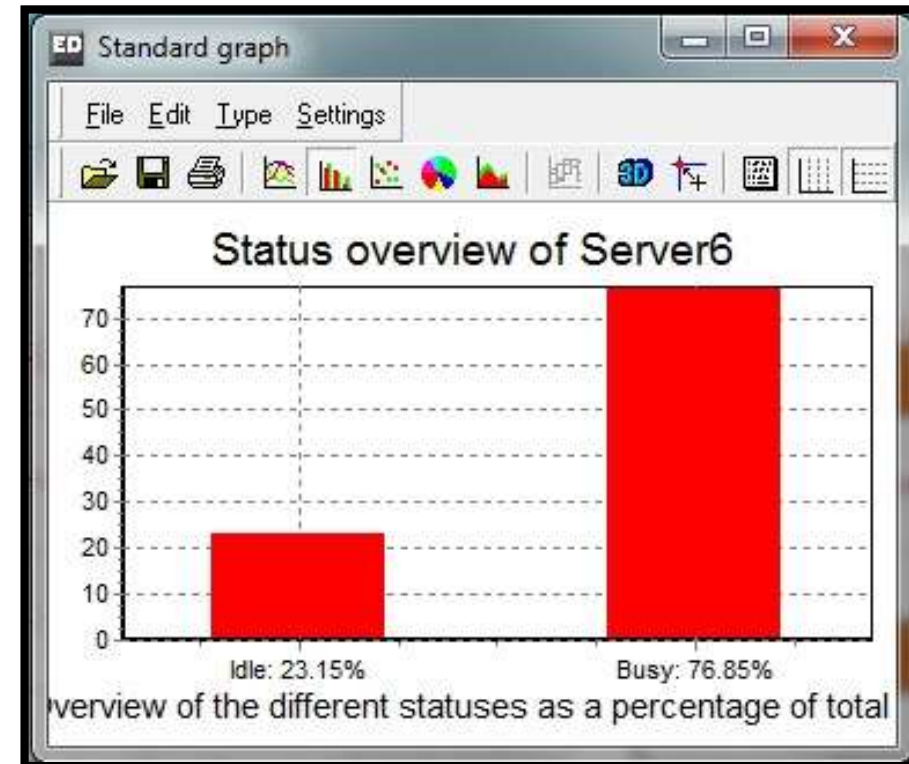 ED Standard graph
File Edit Type Settings
3D
Status overview of Server6
70
60
50
40
30
20
10
0
Idle: 23.15% Busy: 76.85%
verview of the different statuses as a percentage of total